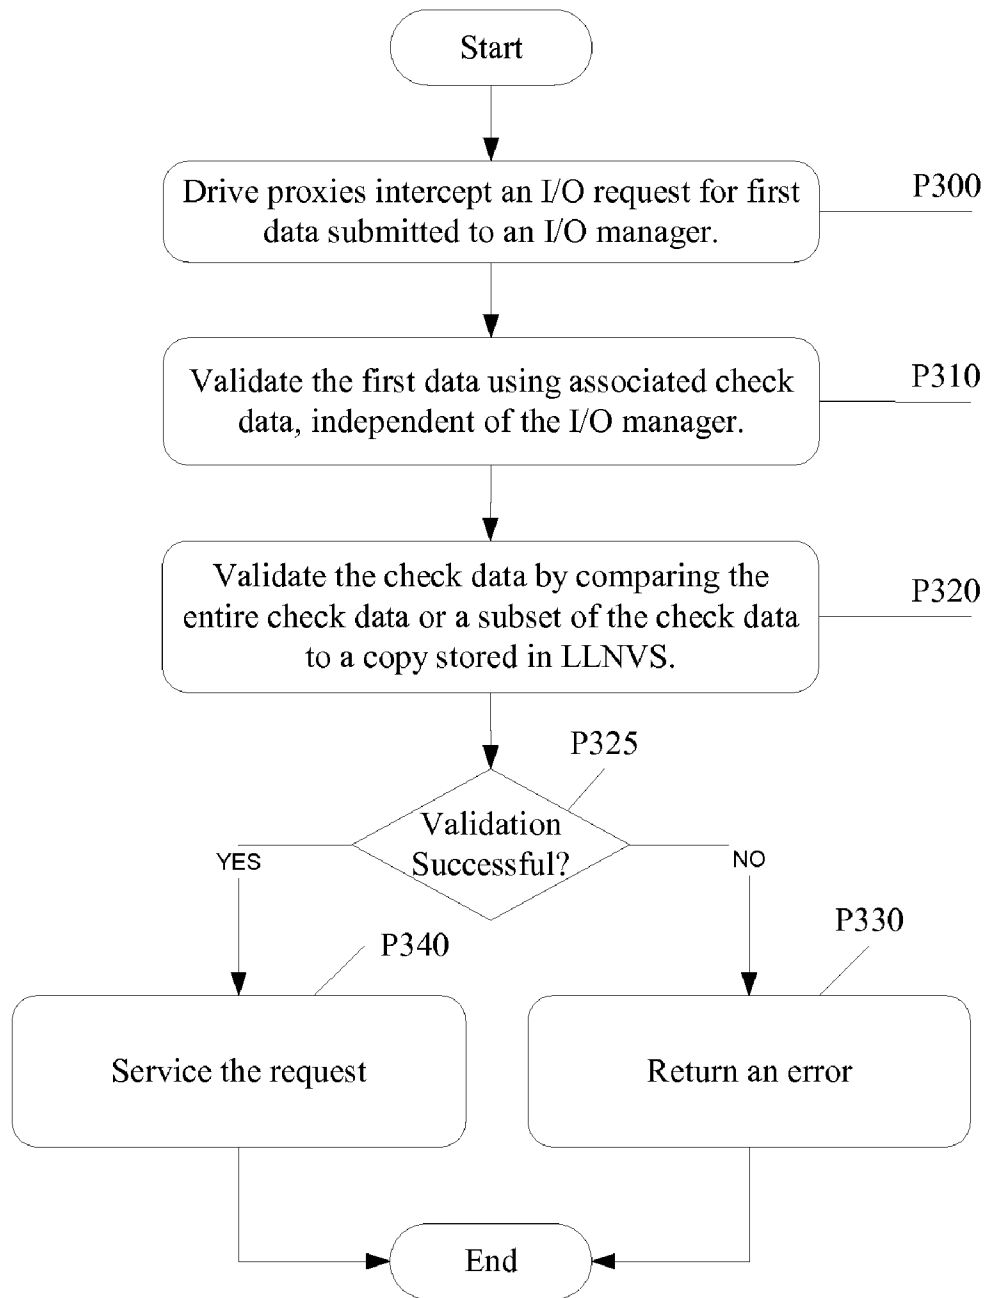 Start
Drive proxies intercept an I/O request for first
data submitted to an I/O manager.
P300
Validate the first data using associated check
data, independent of the I/O manager.
P310
Validate the check data by comparing the
entire check data or a subset of the check data
to a copy stored in LLNVS.
P320
P325
Validation
Successful?
YES
NO
P340
P330
Service the request
Return an error
End